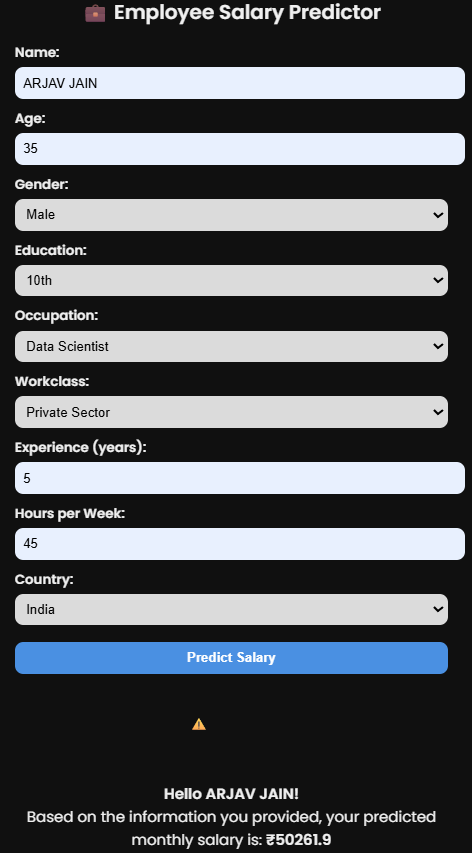 Employee Salary Predictor
Name:
ARJAV JAIN
Age:
35
Gender:
Male
Education:
10th
Occupation:
Data Scientist
Workclass:
Private Sector
Experience (years):
5
Hours per Week:
45
Country:
India
Predict Salary
Hello ARJAV JAIN!
Based on the information you provided, your predicted
monthly salary is: ₹50261.9